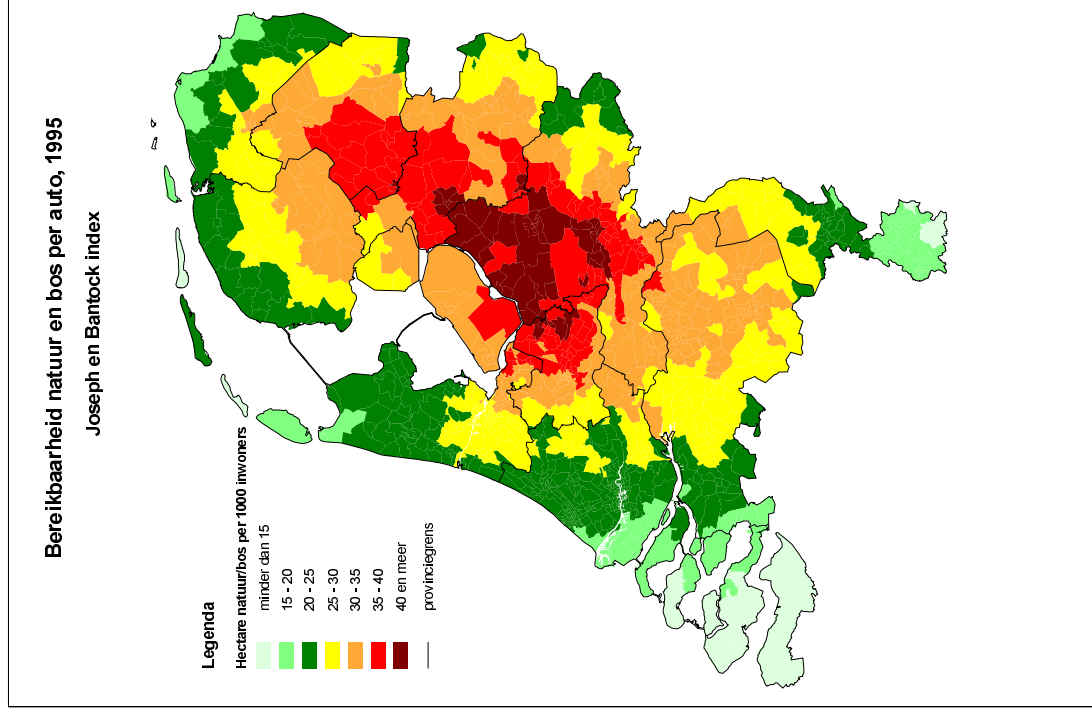 Bereikbaarheid natuur en bos per auto, 1995
Joseph en Bantock index
Legenda
Hectare natuur/bos per 1000 inwoners
minder dan 15
15 - 20
20 - 25
25 - 30
30 - 35
35 - 40
40 en meer
provinciegrens